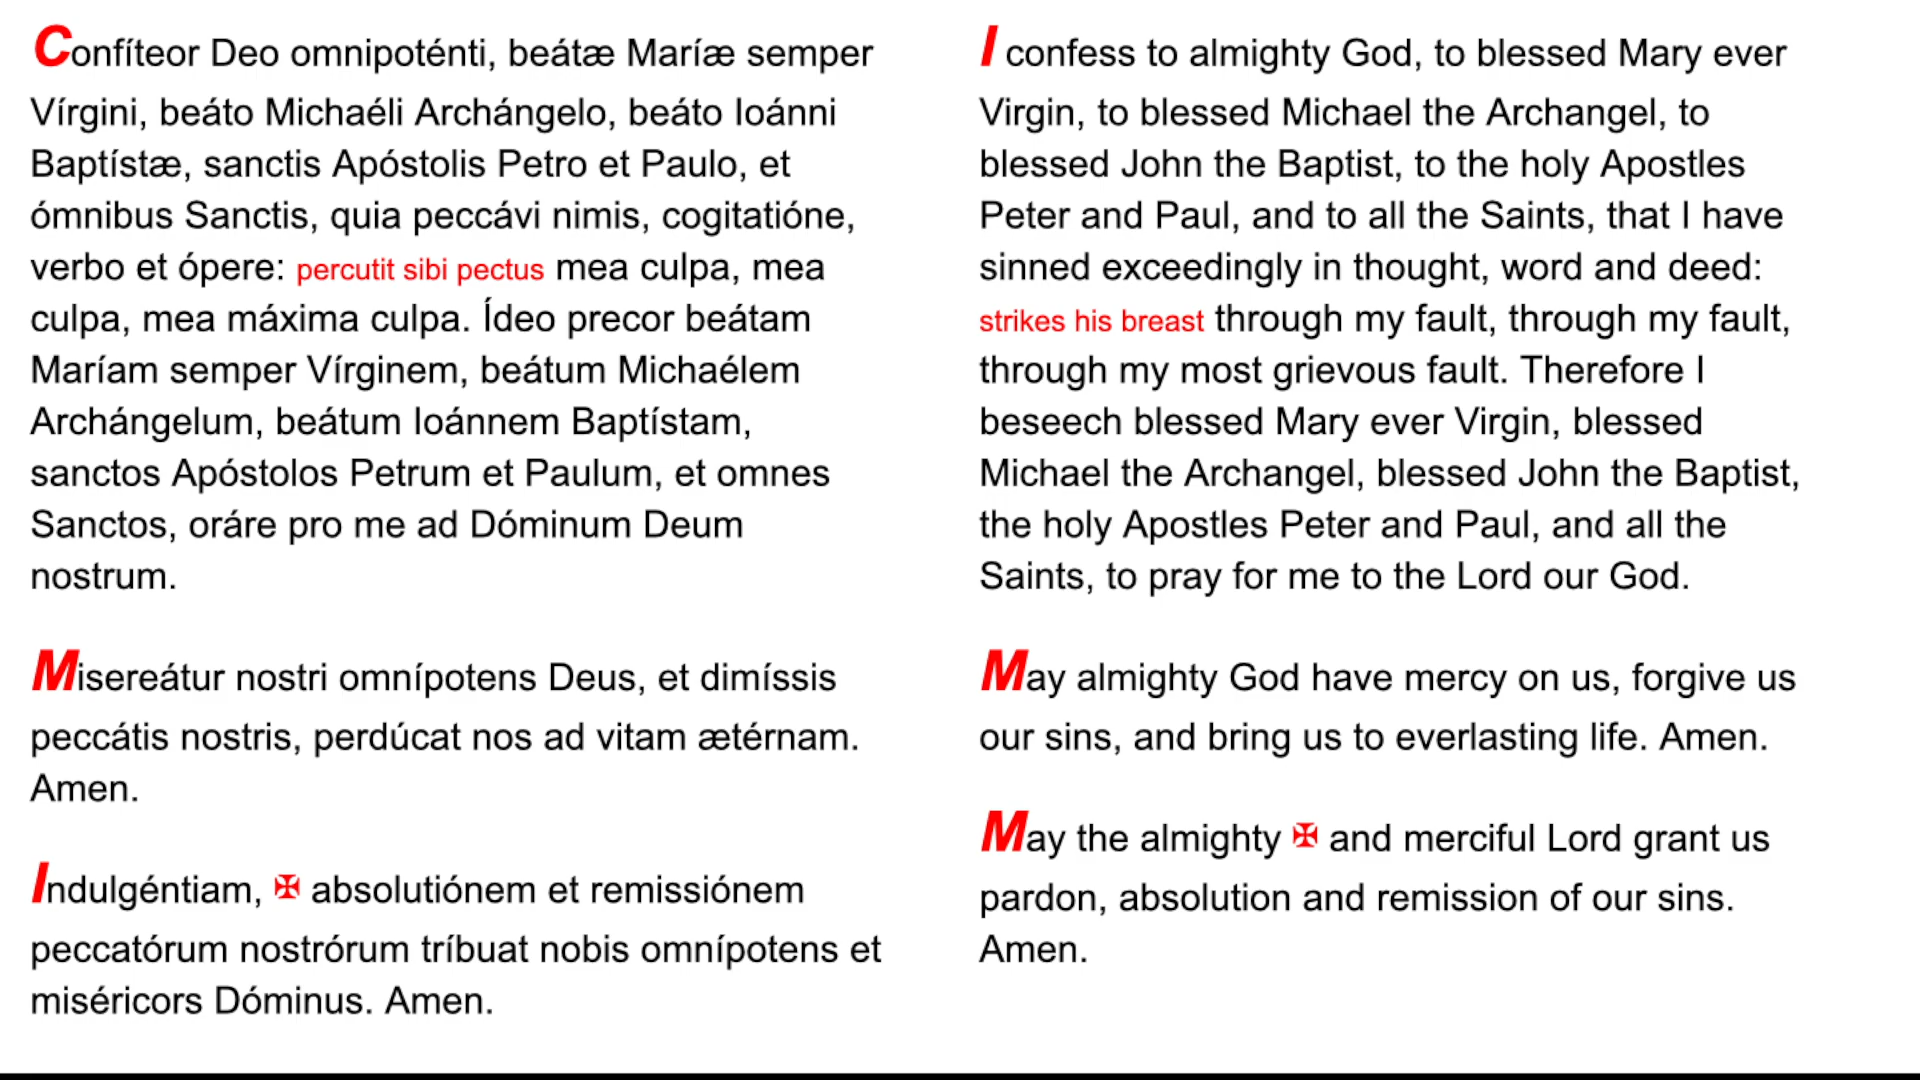 Confíteor Deo omnipoténti, beátæ Maríæ semper
Vírgini, beáto Michaéli Archángelo, beáto Ioánni
Baptístæ, sanctis Apóstolis Petro et Paulo, et
ómnibus Sanctis, quia peccávi nimis, cogitatióne,
verbo et ópere: percutit sibi pectus mea culpa, mea
culpa, mea máxima culpa. Ídeo precor beátam
Maríam semper Vírginem, beátum Michaélem
Archángelum, beátum Ioánnem Baptístam,
sanctos Apóstolos Petrum et Paulum, et omnes
Sanctos, oráre pro me ad Dóminum Deum
nostrum.
Misereátur nostri omnípotens Deus, et dimíssis
peccátis nostris, perdúcat nos ad vitam ætérnam.
Amen.
Indulgéntiam, ✠ absolutiónem et remissiónem
peccatórum nostrórum tríbuat nobis omnípotens et
miséricors Dóminus. Amen.
I confess to almighty God, to blessed Mary ever
Virgin, to blessed Michael the Archangel, to
blessed John the Baptist, to the holy Apostles
Peter and Paul, and to all the Saints, that I have
sinned exceedingly in thought, word and deed:
strikes his breast through my fault, through my fault,
through my most grievous fault. Therefore I
beseech blessed Mary ever Virgin, blessed
Michael the Archangel, blessed John the Baptist,
the holy Apostles Peter and Paul, and all the
Saints, to pray for me to the Lord our God.
May almighty God have mercy on us, forgive us
our sins, and bring us to everlasting life. Amen.
May the almighty ✠ and merciful Lord grant us
pardon, absolution and remission of our sins.
Amen.